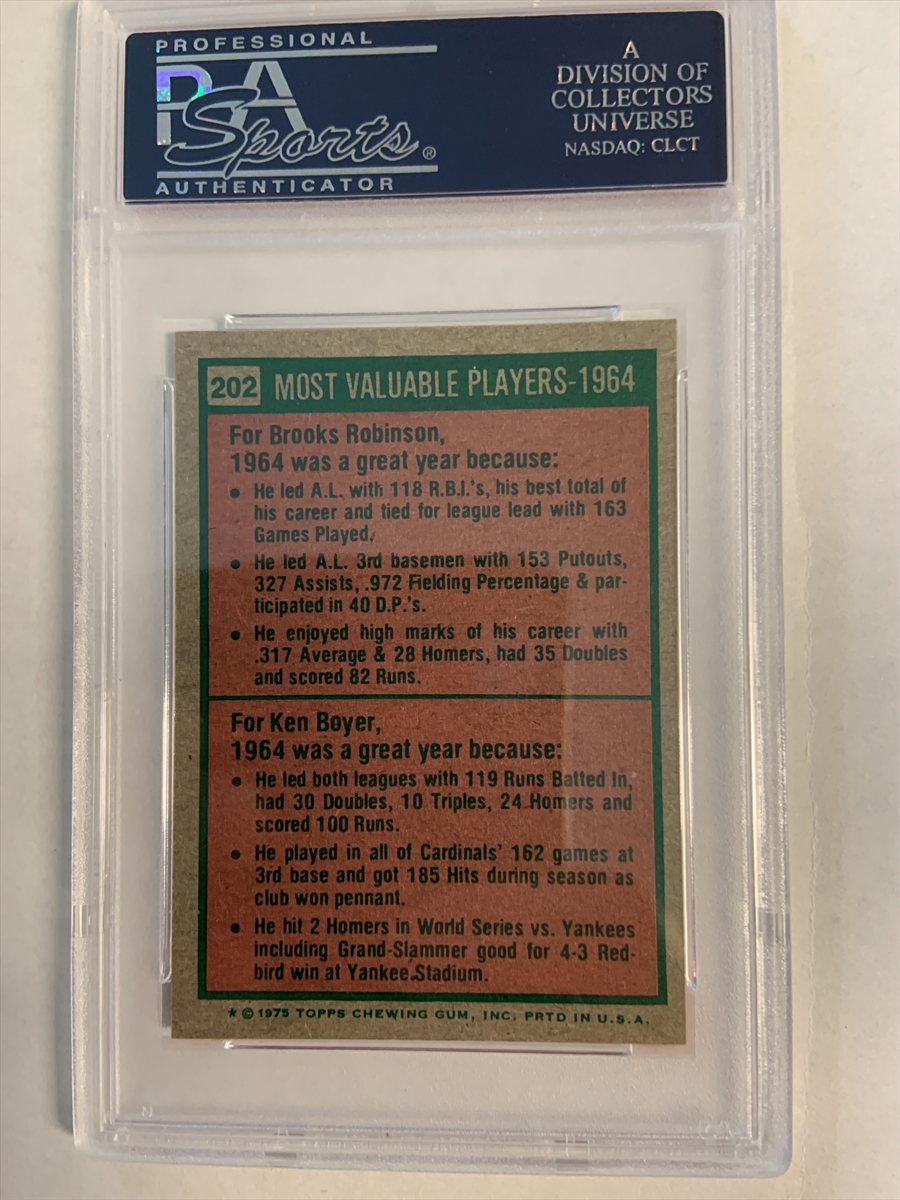 PROFESSIONAL
PSA
Sports®
AUTHENTICATOR
A
DIVISION OF
COLLECTORS
UNIVERSE
NASDAQ: CLCT
202 MOST VALUABLE PLAYERS-1964
For Brooks Robinson,
1964 was a great year because:
• He led A.L. with 118 R.B.I.'s, his best total of
his career and tied for league lead with 163
Games Played.
• He led A.L. 3rd basemen with 153 Putouts,
327 Assists, .972 Fielding Percentage & par-
ticipated in 40 D.P.'s.
• He enjoyed high marks of his career with
.317 Average & 28 Homers, had 35 Doubles
and scored 82 Runs.
For Ken Boyer,
1964 was a great year because:
• He led both leagues with 119 Runs Batted In,
had 30 Doubles, 10 Triples, 24 Homers and
scored 100 Runs.
• He played in all of Cardinals' 162 games at
3rd base and got 185 Hits during season as
club won pennant.
• He hit 2 Homers in World Series vs. Yankees
including Grand-Slammer good for 4-3 Red-
bird win at Yankee Stadium.
* © 1975 TOPPS CHEWING GUM, INC. PRTD IN U.S.A.